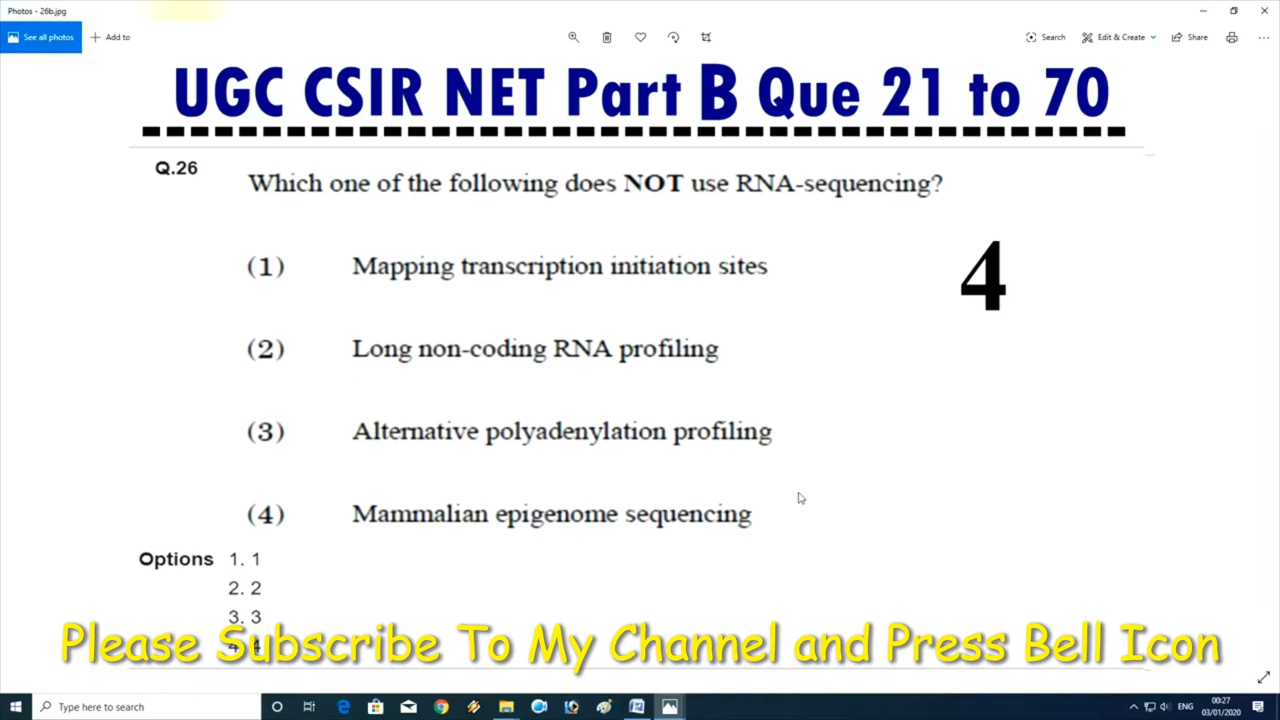 Photos - 26b.jpg
See all photos
Add to
Search
Edit & Create
Share
UGC CSIR NET Part B Que 21 to 70
Q.26
Which one of the following does NOT use RNA-sequencing?
(1) Mapping transcription initiation sites
4
(2) Long non-coding RNA profiling
(3) Alternative polyadenylation profiling
(4) Mammalian epigenome sequencing
Options 1. 1
2. 2
3. 3
Please Subscribe To My Channel and Press Bell Icon
Type here to search
ENG
00:27
03/01/2020